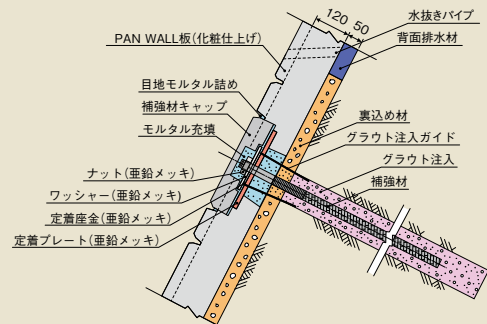 120 50
水抜きパイプ
PAN WALL板(化粧仕上げ)
背面排水材
目地モルタル詰め
補強材キャップ
モルタル充填
裏込め材
グラウト注入ガイド
グラウト注入
補強材
ナット(亜鉛メッキ)
ワッシャー(亜鉛メッキ)
定着座金(亜鉛メッキ)
定着プレート(亜鉛メッキ)